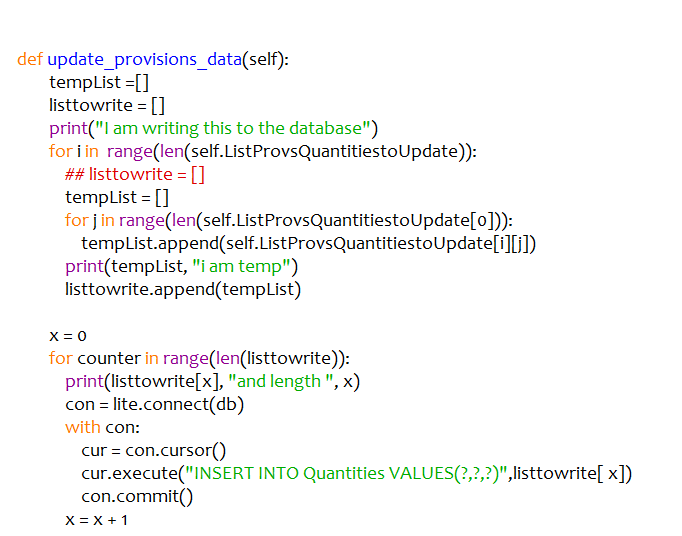 def update_provisions_data(self):
tempList =[]
listtowrite = []
print("I am writing this to the database")
for i in  range(len(self.ListProvsQuantitiestoUpdate)):
## listtowrite = []
tempList = []
for j in range(len(self.ListProvsQuantitiestoUpdate[0])):
tempList.append(self.ListProvsQuantitiestoUpdate[i][j])
print(tempList, "i am temp")
listtowrite.append(tempList)
x = 0
for counter in range(len(listtowrite)):
print(listtowrite[x], "and length ", x)
con = lite.connect(db)
with con:
cur = con.cursor()
cur.execute("INSERT INTO Quantities VALUES(?,?,?)",listtowrite[ x])
con.commit()
x = x + 1